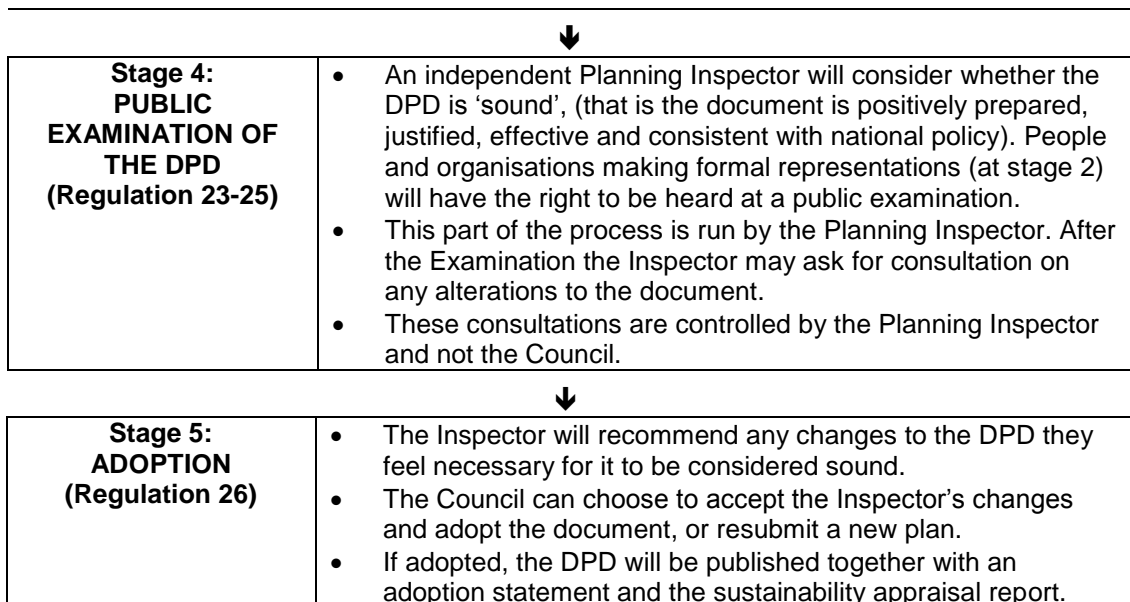 🡻
Stage 4:
PUBLIC
EXAMINATION OF
THE DPD
(Regulation 23-25)
• An independent Planning Inspector will consider whether the
DPD is ‘sound’, (that is the document is positively prepared,
justified, effective and consistent with national policy). People
and organisations making formal representations (at stage 2)
will have the right to be heard at a public examination.
• This part of the process is run by the Planning Inspector. After
the Examination the Inspector may ask for consultation on
any alterations to the document.
• These consultations are controlled by the Planning Inspector
and not the Council.
🡻
Stage 5:
ADOPTION
(Regulation 26)
• The Inspector will recommend any changes to the DPD they
feel necessary for it to be considered sound.
• The Council can choose to accept the Inspector’s changes
and adopt the document, or resubmit a new plan.
• If adopted, the DPD will be published together with an
adoption statement and the sustainability appraisal report.